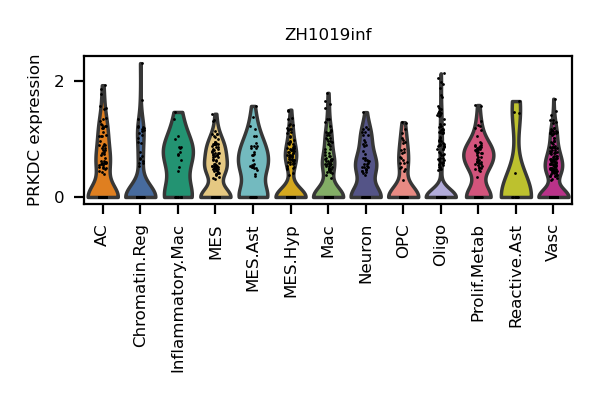 ZH1019inf
PRKDC expression
2
0
AC
Chromatin.Reg
Inflammatory.Mac
MES
MES.Ast
MES.Hyp
Mac
Neuron
OPC
Oligo
Prolif.Metab
Reactive.Ast
Vasc